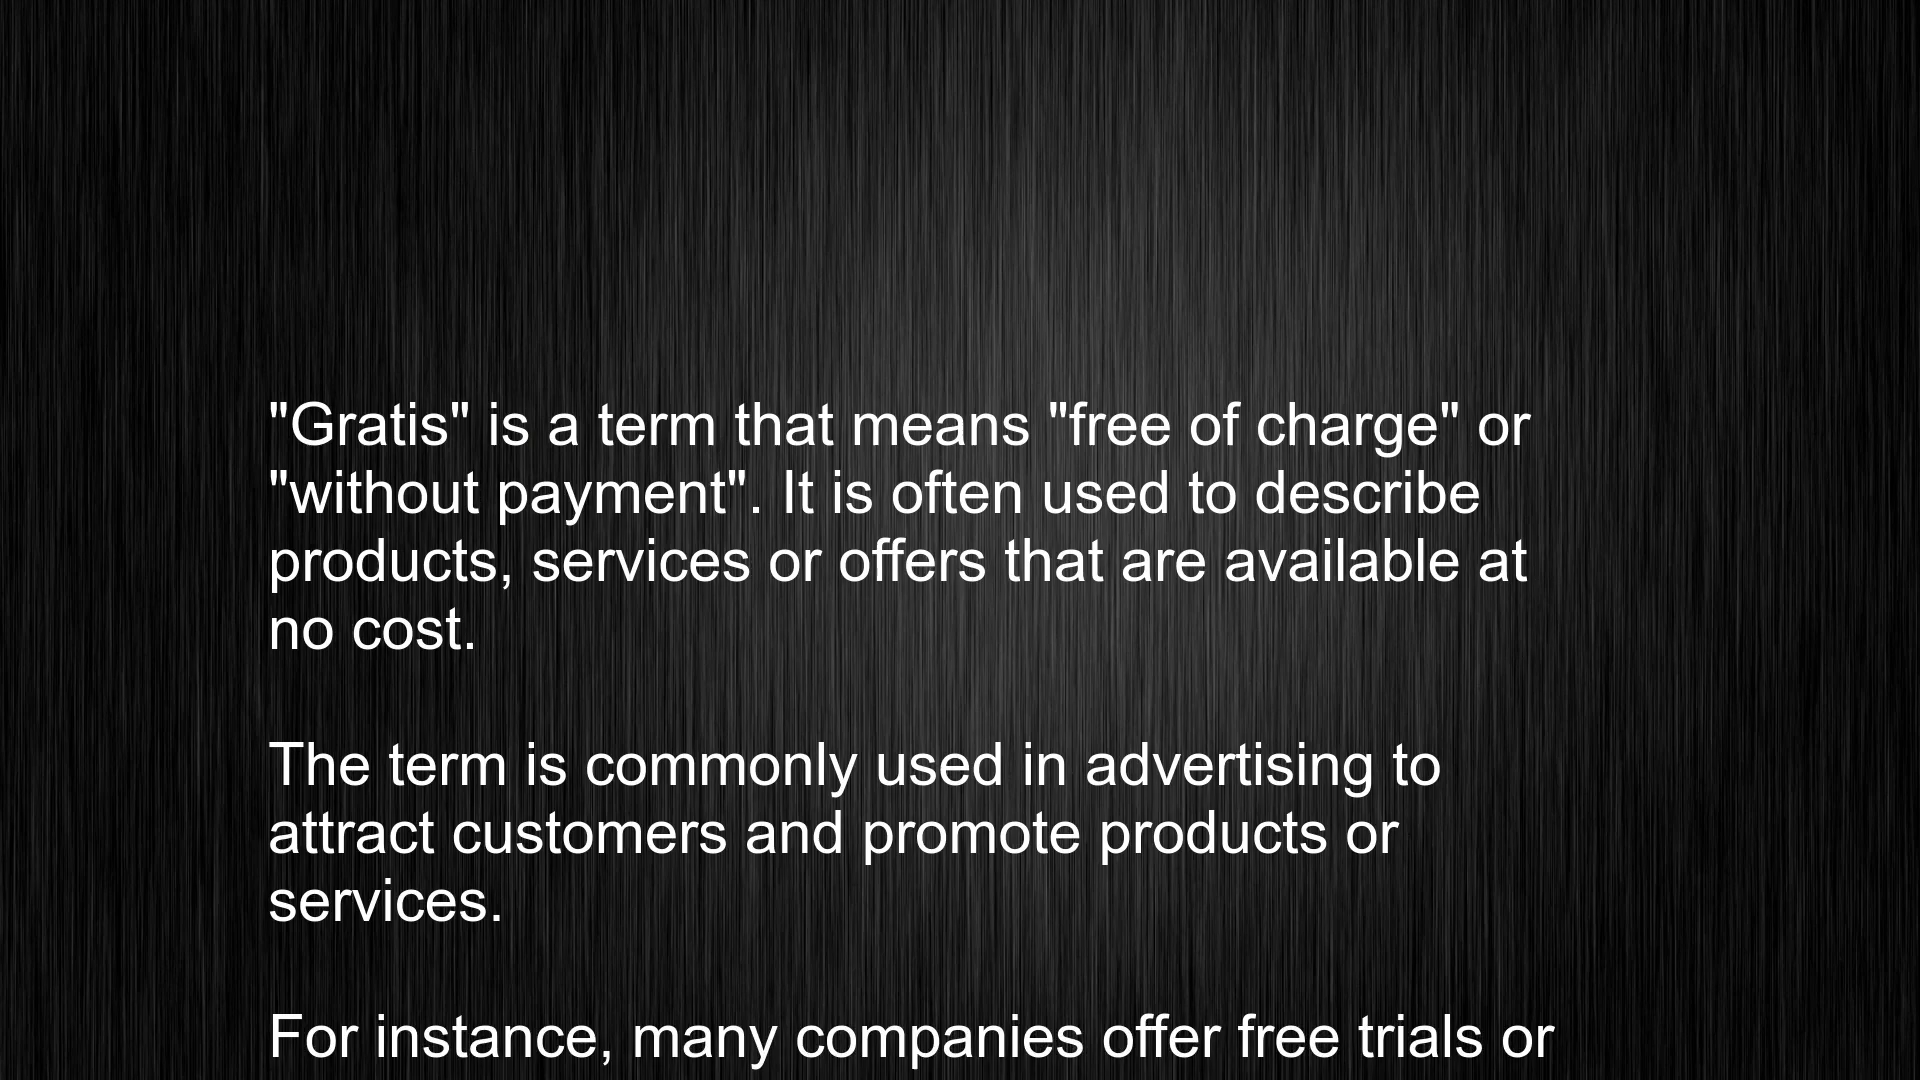 "Gratis" is a term that means "free of charge" or
"without payment". It is often used to describe
products, services or offers that are available at
no cost.
The term is commonly used in advertising to
attract customers and promote products or
services.
For instance, many companies offer free trials or